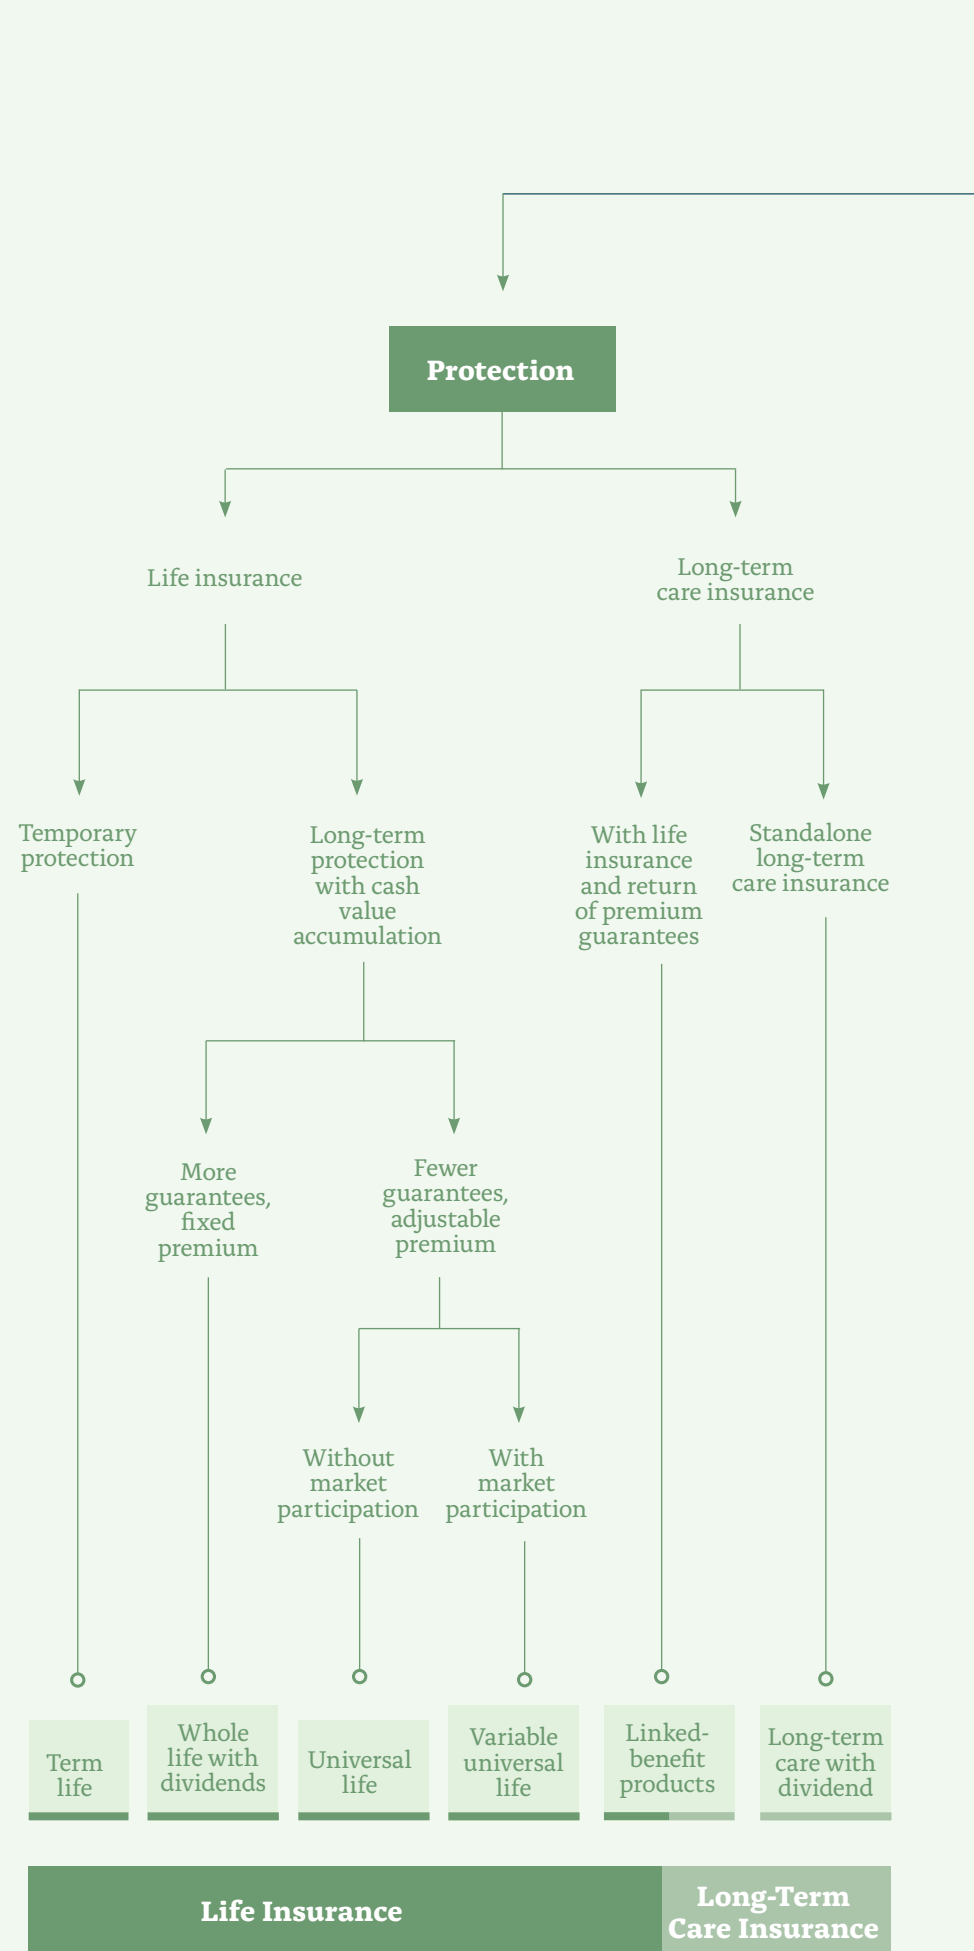 Protection
Life insurance
Long-term
care insurance
Temporary
protection
Long-term
protection
with cash
value
accumulation
With life
insurance
and return
of premium
guarantees
Standalone
long-term
care insurance
More
guarantees,
fixed
premium
Fewer
guarantees,
adjustable
premium
Without
market
participation
With
market
participation
Term
life
Whole
life with
dividends
Universal
life
Variable
universal
life
Linked-
benefit
products
Long-term
care with
dividend
Life Insurance
Long-Term
Care Insurance